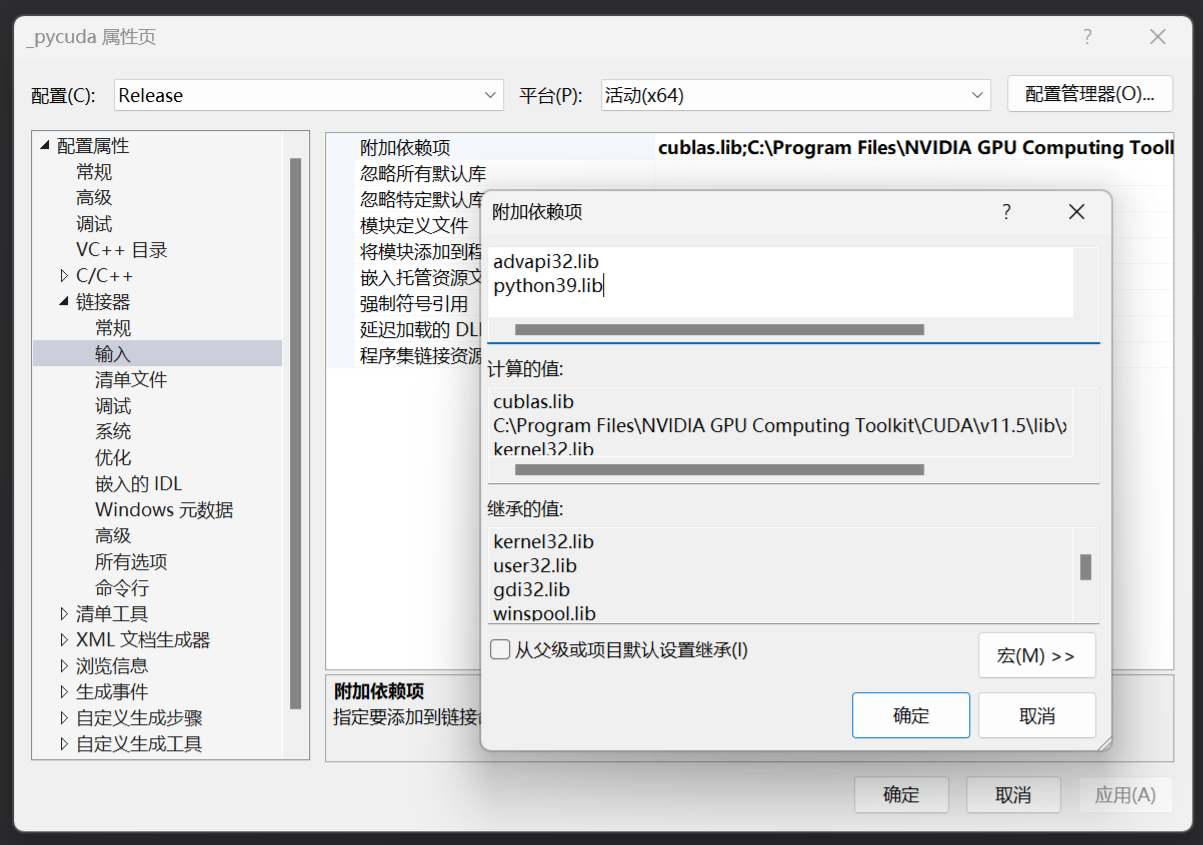 _pycuda 属性页
配置(C):
Release
平台(P):
活动(x64)
配置管理器(O)...
配置属性
常规
高级
调试
VC++ 目录
C/C++
链接器
常规
输入
清单文件
调试
系统
优化
嵌入的 IDL
Windows 元数据
高级
所有选项
命令行
清单工具
XML 文档生成器
浏览信息
生成事件
自定义生成步骤
自定义生成工具
附加依赖项
cublas.lib;C:\Program Files\NVIDIA GPU Computing Tooll
忽略所有默认库
忽略特定默认库
模块定义文件
将模块添加到程
嵌入托管资源文
强制符号引用
延迟加载的 DLL
程序集链接资源
附加依赖项
指定要添加到链接命
附加依赖项
?
advapi32.lib
python39.lib
计算的值:
cublas.lib
C:\Program Files\NVIDIA GPU Computing Toolkit\CUDA\v11.5\lib\x
kernel32.lib
继承的值:
kernel32.lib
user32.lib
gdi32.lib
winspool.lib
从父级或项目默认设置继承(I)
宏(M) >>
确定
取消
确定
取消
应用(A)